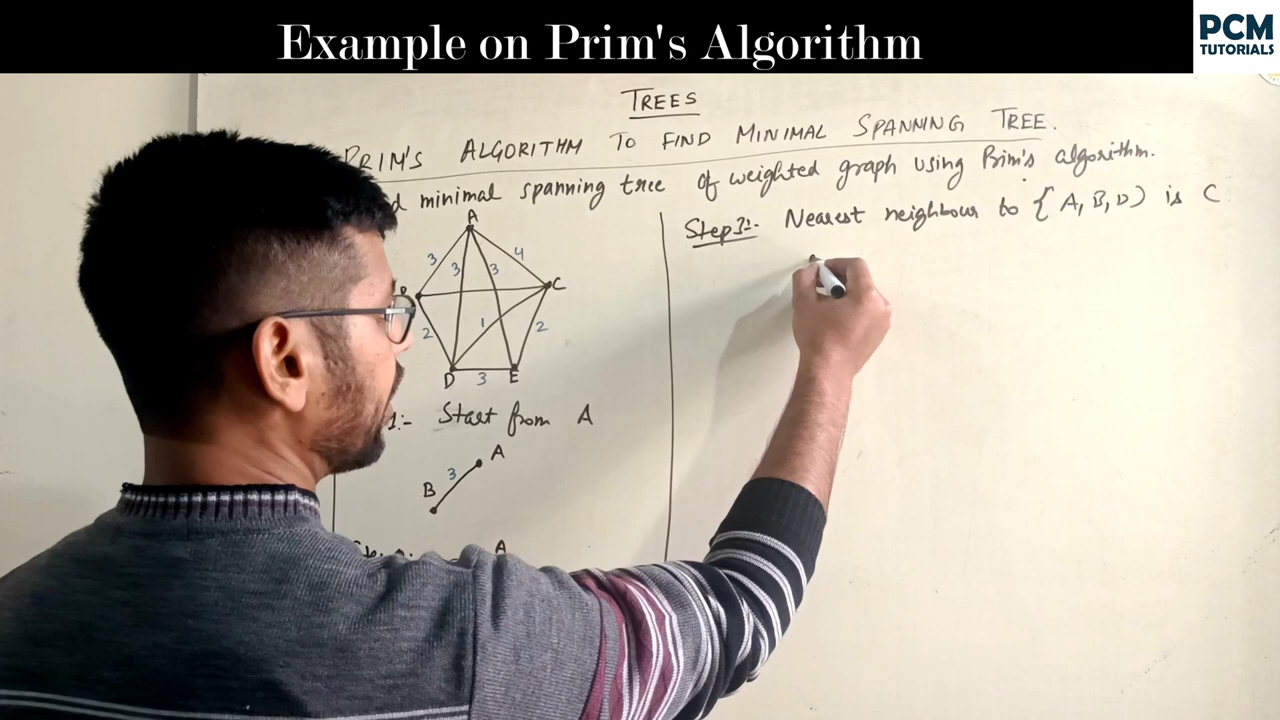 Example on Prim's Algorithm
PCM
TUTORIALS
TREES
PRIM'S ALGORITHM TO FIND MINIMAL SPANNING TREE.
minimal spanning tree of weighted graph using Prim's algorithm.
Step 3:- Nearest neighbour to {A, B, D) is C
A
3 3 3 4
B C
2 1 2
D 3 E
1:- Start from A
A
3
B
A